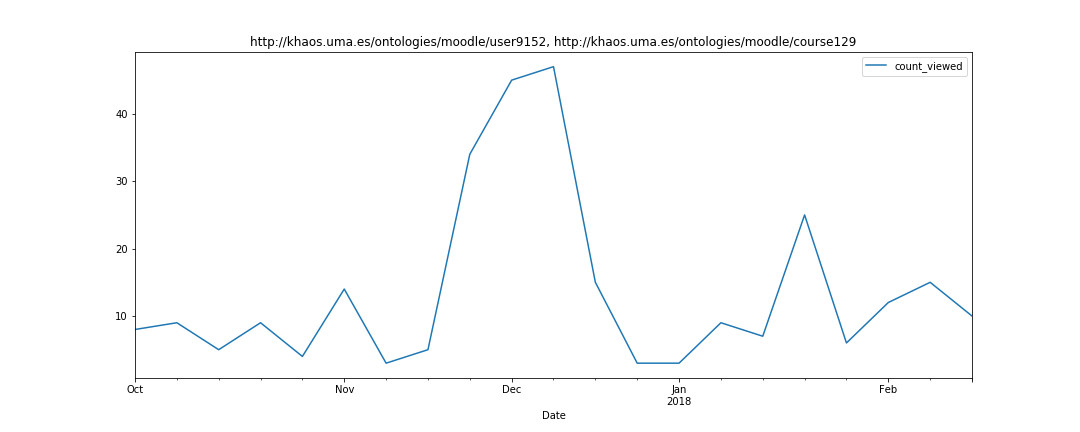 http://khaos.uma.es/ontologies/moodle/user9152, http://khaos.uma.es/ontologies/moodle/course129
count_viewed
40
30
20
10
Oct
Nov
Dec
Jan
2018
Feb
Date